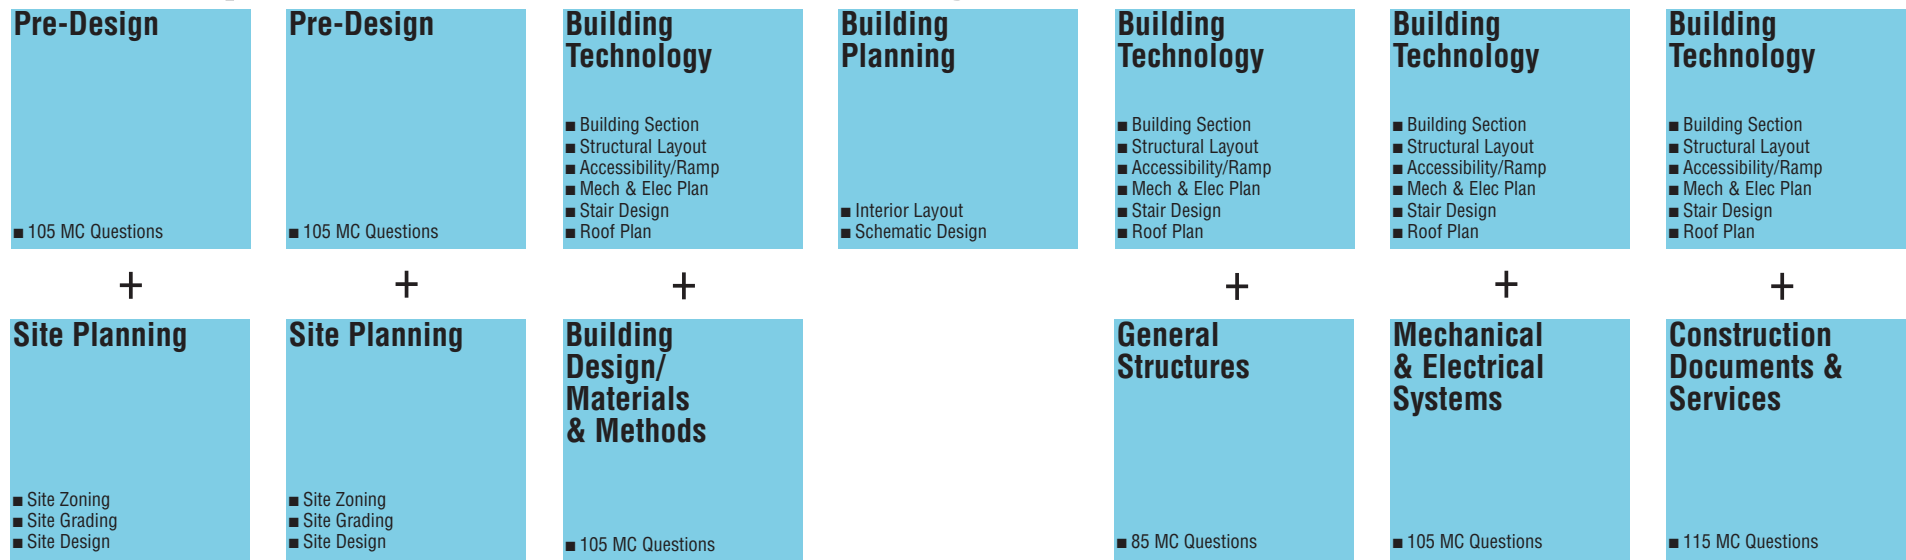 Pre-Design
■ 105 MC Questions
+
Site Planning
■ Site Zoning
■ Site Grading
■ Site Design
Pre-Design
■ 105 MC Questions
+
Site Planning
■ Site Zoning
■ Site Grading
■ Site Design
Building
Technology
■ Building Section
■ Structural Layout
■ Accessibility/Ramp
■ Mech & Elec Plan
■ Stair Design
■ Roof Plan
+
Building
Design/
Materials
& Methods
■ 105 MC Questions
Building
Planning
■ Interior Layout
■ Schematic Design
Building
Technology
■ Building Section
■ Structural Layout
■ Accessibility/Ramp
■ Mech & Elec Plan
■ Stair Design
■ Roof Plan
+
General
Structures
■ 85 MC Questions
Building
Technology
■ Building Section
■ Structural Layout
■ Accessibility/Ramp
■ Mech & Elec Plan
■ Stair Design
■ Roof Plan
+
Mechanical
& Electrical
Systems
■ 105 MC Questions
Building
Technology
■ Building Section
■ Structural Layout
■ Accessibility/Ramp
■ Mech & Elec Plan
■ Stair Design
■ Roof Plan
+
Construction
Documents &
Services
■ 115 MC Questions